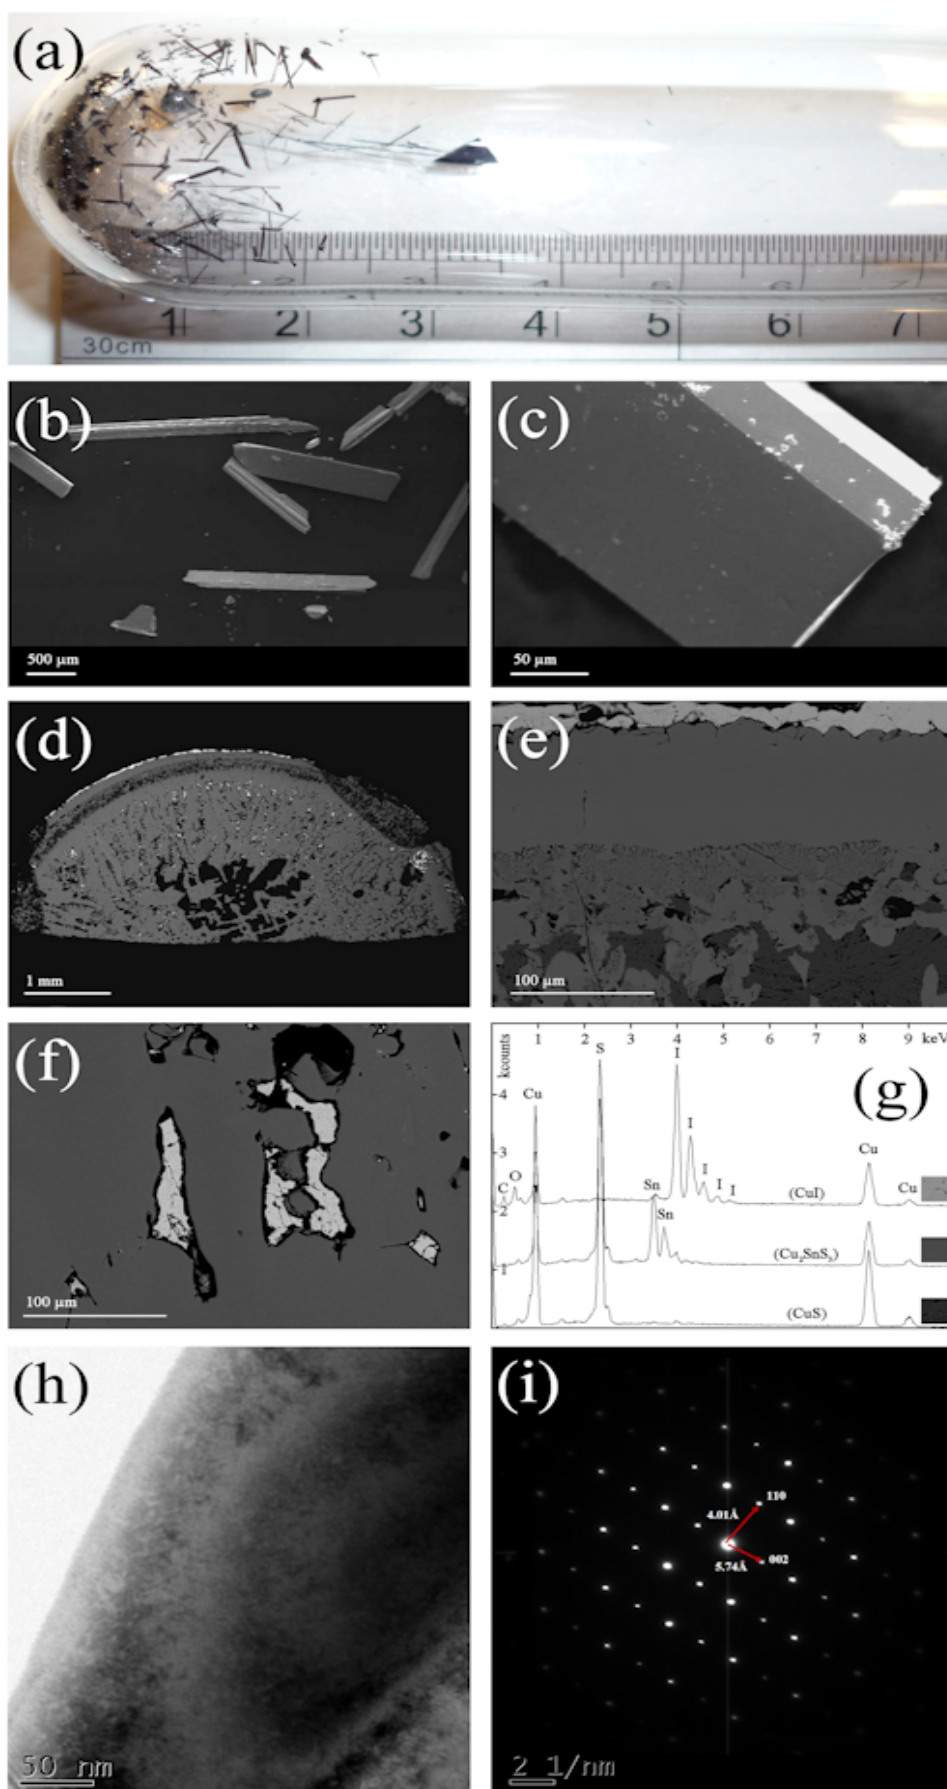 (a)
1 2 3 4 5 6 7
30cm
(b)
500 µm
(c)
50 µm
(d)
1 mm
(e)
100 µm
(f)
100 µm
(g)
1 2 3 4 5 6 7 8 9 keV
kcounts
4
3
2
1
C O Cu S I I I I I Cu Cu
(CuI)
Sn Sn
(Cu₂SnS₃)
(CuS)
(h)
50 nm
(i)
110
4.01Å
5.74Å
002
2 1/nm